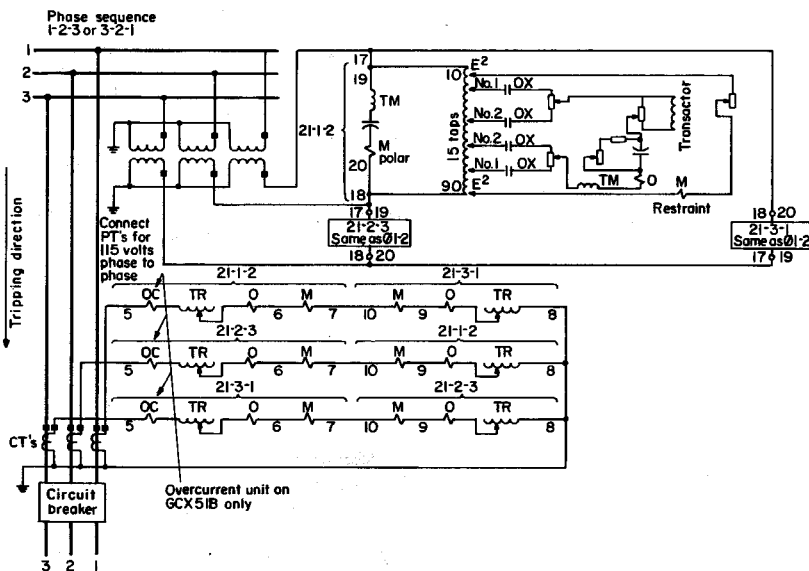 Phase sequence
1-2-3 or 3-2-1
1
2
3
Tripping direction
Connect
PT's for
115 volts
phase to
phase
21-1-2
17
19
TM
M
polar
20
18
17 19
21-2-3
Same as Ø1-2
18 20
E²
10
15 taps
90 E²
No.1 OX
No.2 OX
No.2 OX
No.1 OX
TM
O
M
Restraint
Transactor
18 20
21-3-1
Same as Ø1-2
17 19
21-1-2 21-3-1
OC TR O M M O TR
5 6 7 10 9 8
21-2-3 21-1-2
OC TR O M M O TR
5 6 7 10 9 8
21-3-1 21-2-3
OC TR O M M O TR
5 6 7 10 9 8
CT's
Circuit
breaker
Overcurrent unit on
GCX51B only
3 2 1